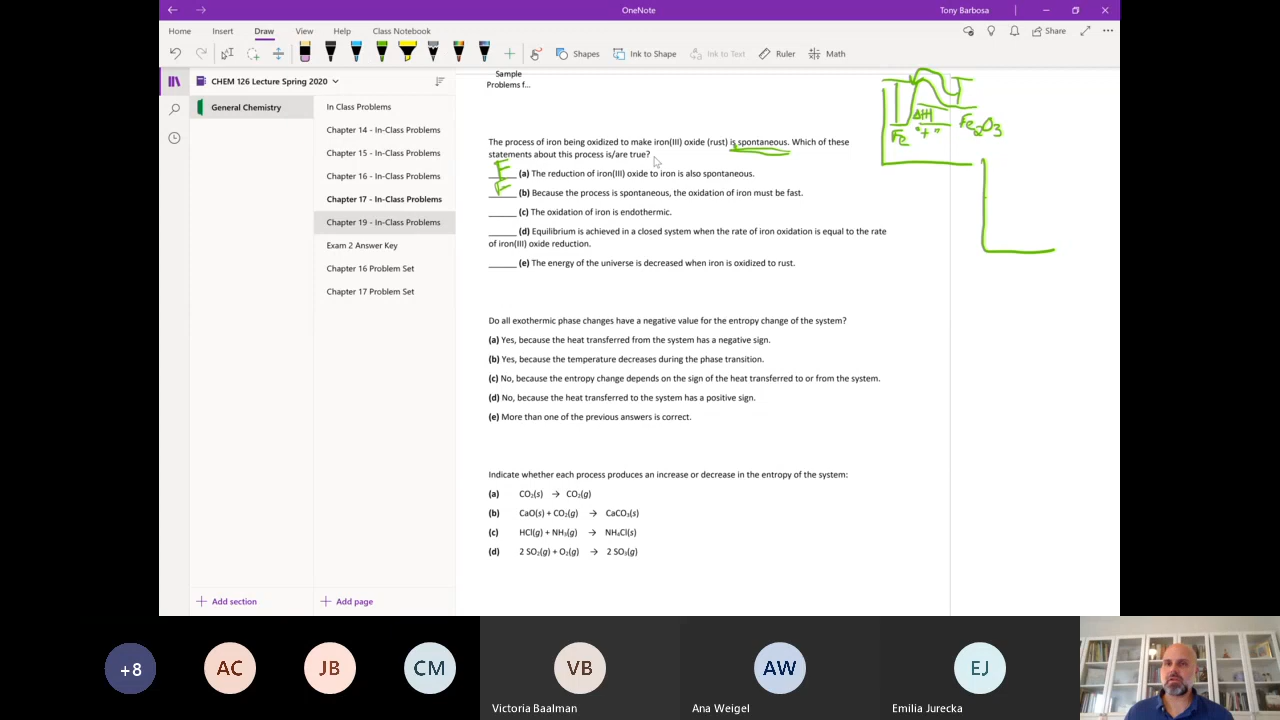 OneNote
Tony Barbosa
Home Insert Draw View Help Class Notebook
Shapes Ink to Shape Ink to Text Ruler Math Share
CHEM 126 Lecture Spring 2020
General Chemistry
In Class Problems
Chapter 14 - In-Class Problems
Chapter 15 - In-Class Problems
Chapter 16 - In-Class Problems
Chapter 17 - In-Class Problems
Chapter 19 - In-Class Problems
Exam 2 Answer Key
Chapter 16 Problem Set
Chapter 17 Problem Set
Add section
Add page
Sample
Problems f...
The process of iron being oxidized to make iron(III) oxide (rust) is spontaneous. Which of these
statements about this process is/are true?
F (a) The reduction of iron(III) oxide to iron is also spontaneous.
F (b) Because the process is spontaneous, the oxidation of iron must be fast.
_____ (c) The oxidation of iron is endothermic.
_____ (d) Equilibrium is achieved in a closed system when the rate of iron oxidation is equal to the rate
of iron(III) oxide reduction.
_____ (e) The energy of the universe is decreased when iron is oxidized to rust.
Do all exothermic phase changes have a negative value for the entropy change of the system?
(a) Yes, because the heat transferred from the system has a negative sign.
(b) Yes, because the temperature decreases during the phase transition.
(c) No, because the entropy change depends on the sign of the heat transferred to or from the system.
(d) No, because the heat transferred to the system has a positive sign.
(e) More than one of the previous answers is correct.
Indicate whether each process produces an increase or decrease in the entropy of the system:
(a) CO₂(s) → CO₂(g)
(b) CaO(s) + CO₂(g) → CaCO₃(s)
(c) HCl(g) + NH₃(g) → NH₄Cl(s)
(d) 2 SO₂(g) + O₂(g) → 2 SO₃(g)
ΔH
"+"
Fe
Fe₂O₃
+8
AC
JB
CM
VB
AW
EJ
Victoria Baalman
Ana Weigel
Emilia Jurecka